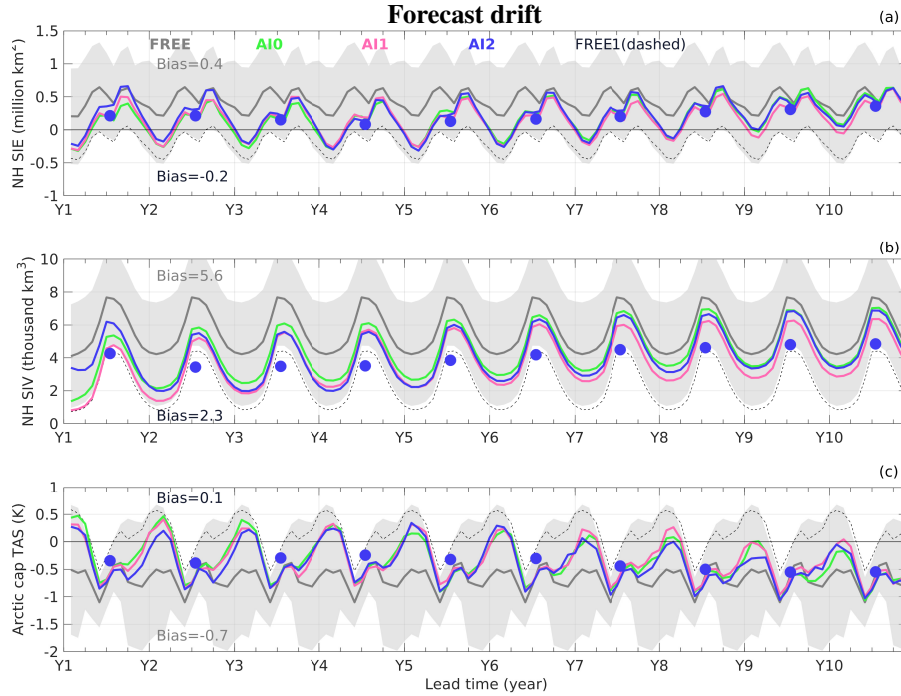 Forecast drift
(a)
FREE AI0 AI1 AI2 FREE1(dashed)
Bias=0.4
Bias=-0.2
NH SIE (million km²)
1.5
1
0.5
0
-0.5
-1
Y1 Y2 Y3 Y4 Y5 Y6 Y7 Y8 Y9 Y10
(b)
Bias=5.6
Bias=2.3
NH SIV (thousand km³)
10
8
6
4
2
0
Y1 Y2 Y3 Y4 Y5 Y6 Y7 Y8 Y9 Y10
(c)
Bias=0.1
Bias=-0.7
Arctic cap TAS (K)
1
0.5
0
-0.5
-1
-1.5
-2
Y1 Y2 Y3 Y4 Y5 Y6 Y7 Y8 Y9 Y10
Lead time (year)